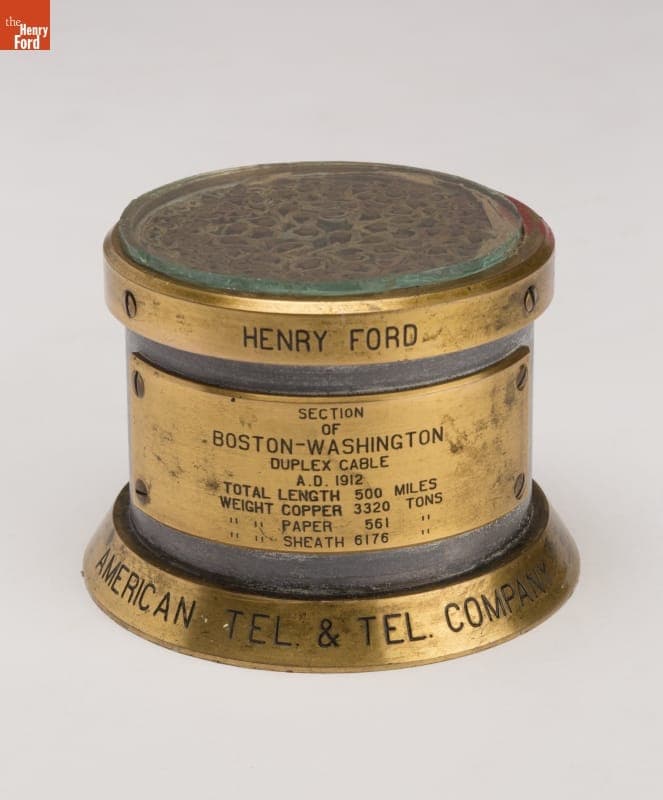 the
Henry
Ford
HENRY FORD
SECTION
OF
BOSTON-WASHINGTON
DUPLEX CABLE
A.D. 1912
TOTAL LENGTH 500 MILES
WEIGHT COPPER 3320 TONS
" " PAPER 561 "
" " SHEATH 6176 "
AMERICAN TEL. & TEL. COMPANY